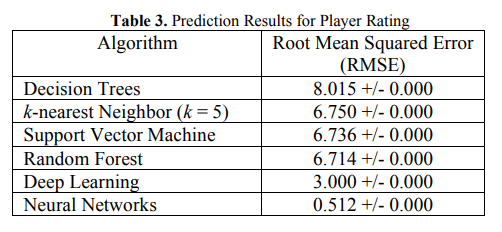 Table 3. Prediction Results for Player Rating
Algorithm Root Mean Squared Error
(RMSE)
Decision Trees 8.015 +/- 0.000
k-nearest Neighbor (k = 5) 6.750 +/- 0.000
Support Vector Machine 6.736 +/- 0.000
Random Forest 6.714 +/- 0.000
Deep Learning 3.000 +/- 0.000
Neural Networks 0.512 +/- 0.000